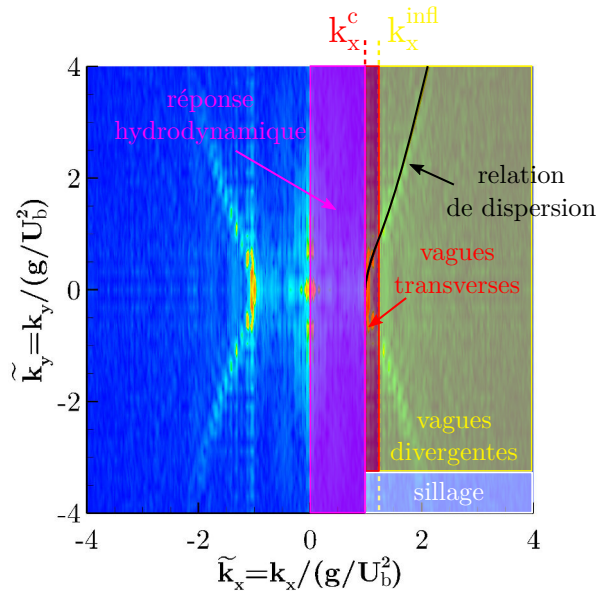 k_x^c k_x^infl
4
réponse
hydrodynamique
2
relation
de dispersion
vagues
transverses
0
k̃_y=k_y/(g/U_b^2)
-2
vagues
divergentes
sillage
-4
-4 -2 0 2 4
k̃_x=k_x/(g/U_b^2)